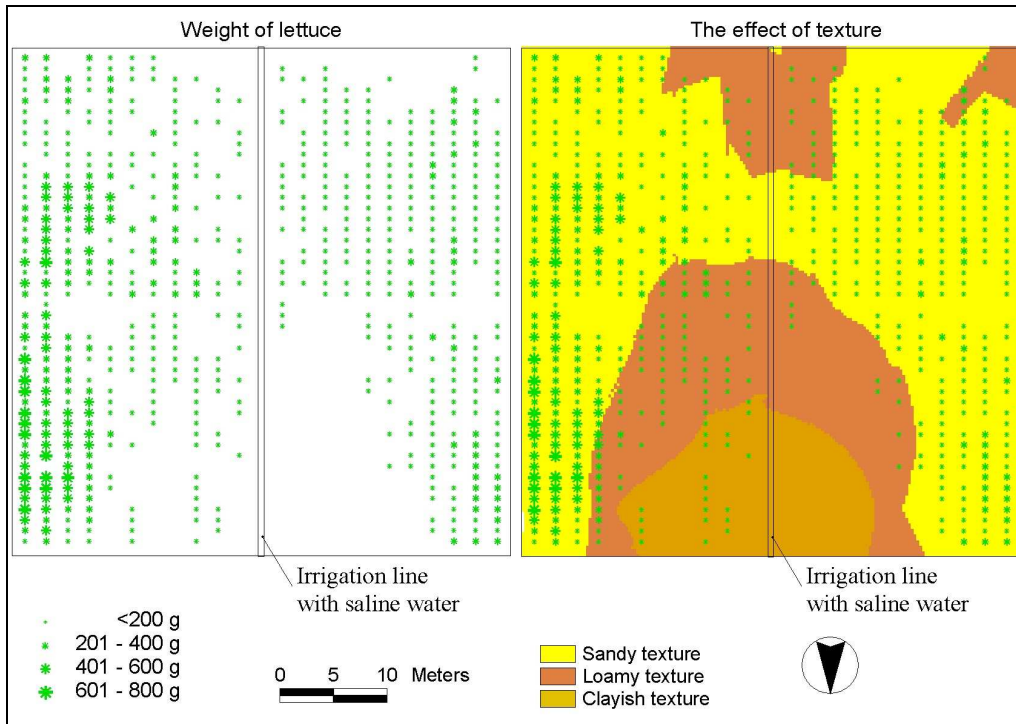 Weight of lettuce
The effect of texture
Irrigation line
with saline water
Irrigation line
with saline water
<200 g
201 - 400 g
401 - 600 g
601 - 800 g
0 5 10 Meters
Sandy texture
Loamy texture
Clayish texture